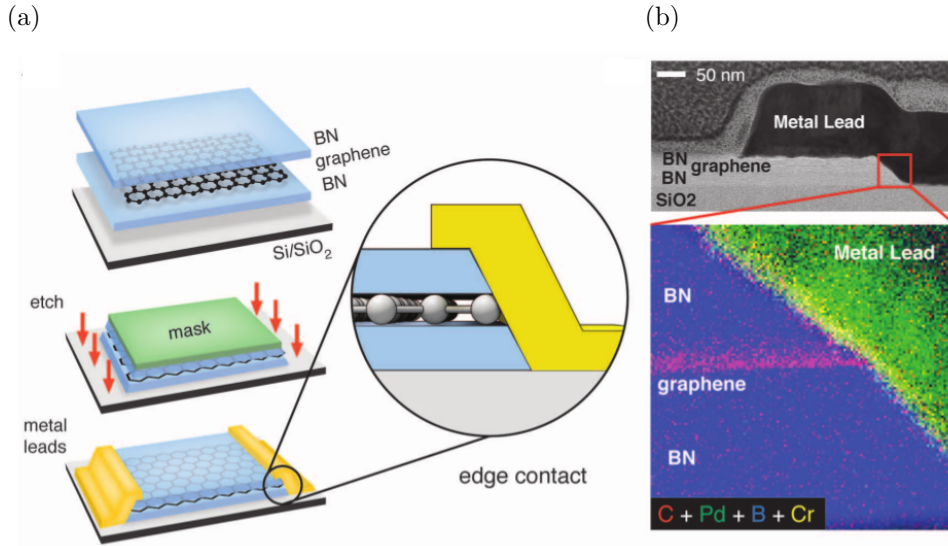 (a)
BN
graphene
BN
Si/SiO2
etch
mask
metal
leads
edge contact
(b)
50 nm
Metal Lead
BN graphene
BN
SiO2
Metal Lead
BN
graphene
BN
C + Pd + B + Cr